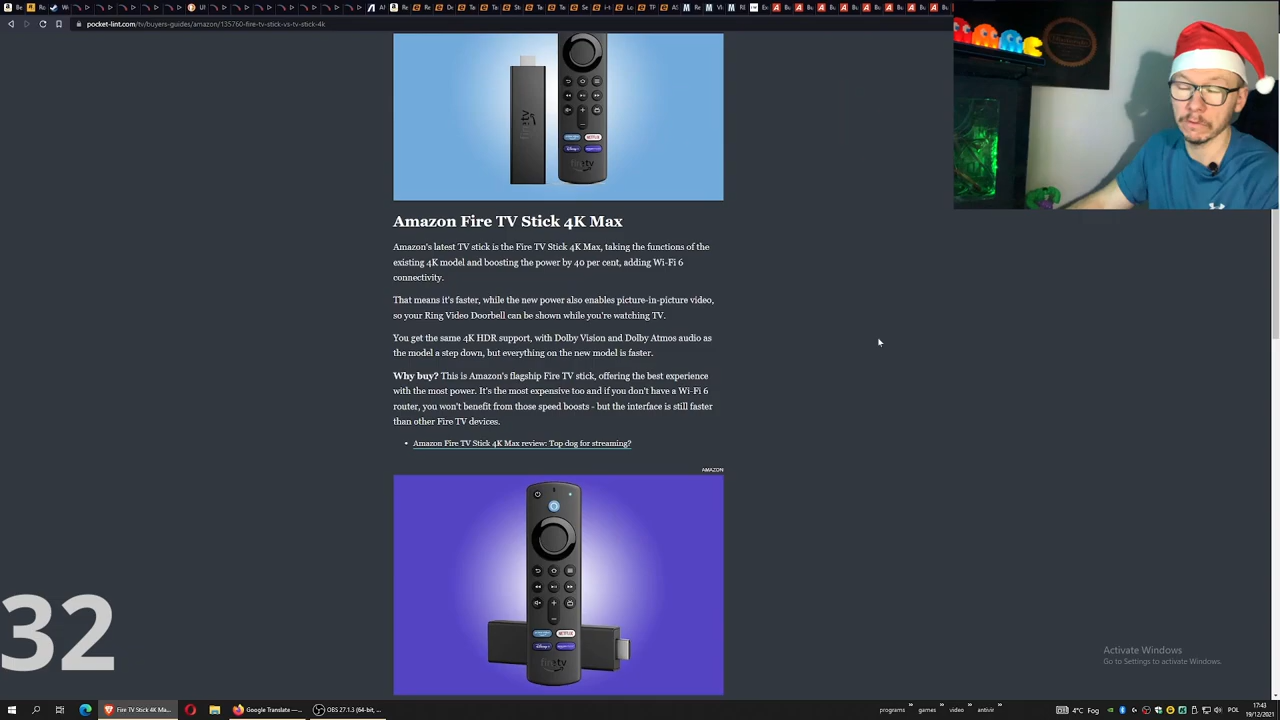 pocket-lint.com/tv/buyers-guides/amazon/135760-fire-tv-stick-vs-tv-stick-4k
Amazon Fire TV Stick 4K Max
Amazon's latest TV stick is the Fire TV Stick 4K Max, taking the functions of the
existing 4K model and boosting the power by 40 per cent, adding Wi-Fi 6
connectivity.
That means it's faster, while the new power also enables picture-in-picture video,
so your Ring Video Doorbell can be shown while you're watching TV.
You get the same 4K HDR support, with Dolby Vision and Dolby Atmos audio as
the model a step down, but everything on the new model is faster.
Why buy? This is Amazon's flagship Fire TV stick, offering the best experience
with the most power. It's the most expensive too and if you don't have a Wi-Fi 6
router, you won't benefit from those speed boosts - but the interface is still faster
than other Fire TV devices.
• Amazon Fire TV Stick 4K Max review: Top dog for streaming?
AMAZON
NETFLIX
Disney+
fire tv
32
Activate Windows
Go to Settings to activate Windows.
Fire TV Stick 4K Ma...
Google Translate —...
OBS 27.1.3 (64-bit, ...
programs
games
video
antivir
4°C Fog
POL
17:43
19/12/2021